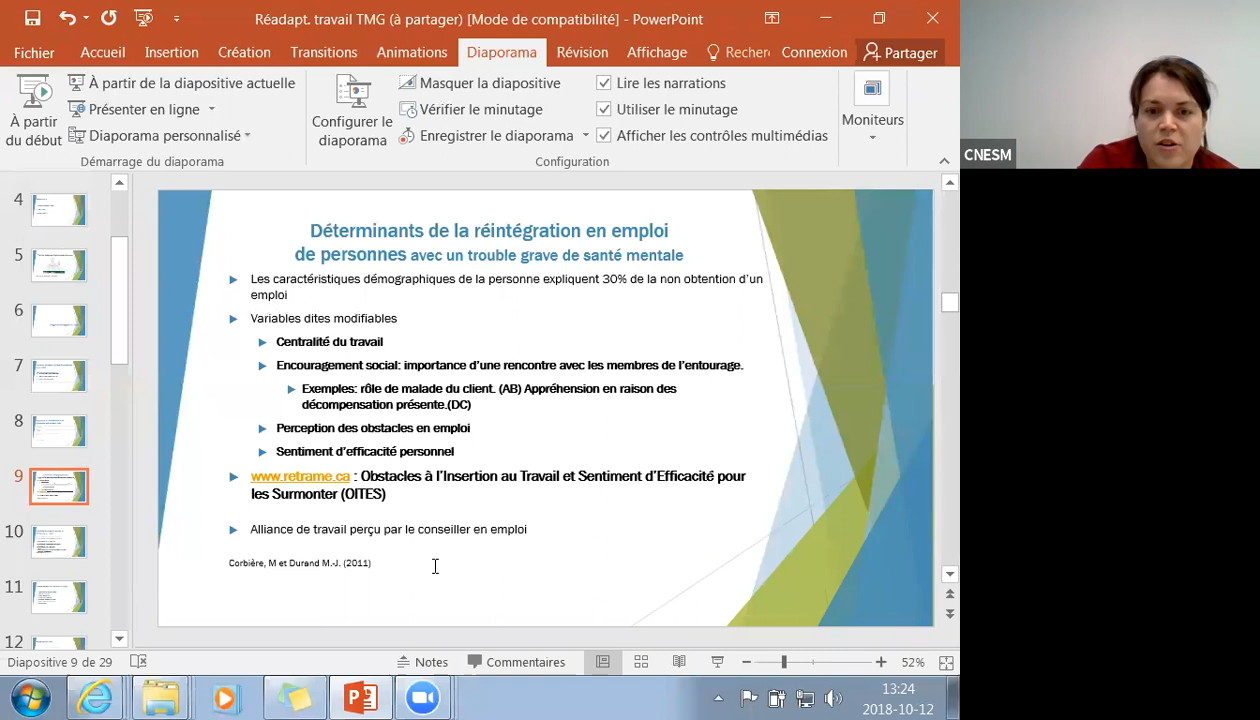 Réadapt. travail TMG (à partager) [Mode de compatibilité] - PowerPoint
Fichier Accueil Insertion Création Transitions Animations Diaporama Révision Affichage Recher Connexion Partager
À partir du début
À partir de la diapositive actuelle
Présenter en ligne
Diaporama personnalisé
Démarrage du diaporama
Configurer le diaporama
Masquer la diapositive
Vérifier le minutage
Enregistrer le diaporama
Lire les narrations
Utiliser le minutage
Afficher les contrôles multimédias
Configuration
Moniteurs
CNESM
4
5
6
7
8
9
10
11
12
Déterminants de la réintégration en emploi
de personnes avec un trouble grave de santé mentale
Les caractéristiques démographiques de la personne expliquent 30% de la non obtention d'un
emploi
Variables dites modifiables
Centralité du travail
Encouragement social: importance d'une rencontre avec les membres de l'entourage.
Exemples: rôle de malade du client. (AB) Appréhension en raison des
décompensation présente.(DC)
Perception des obstacles en emploi
Sentiment d'efficacité personnel
www.retrame.ca : Obstacles à l'Insertion au Travail et Sentiment d'Efficacité pour
les Surmonter (OITES)
Alliance de travail perçu par le conseiller en emploi
Corbière, M et Durand M.-J. (2011)
Diapositive 9 de 29 Notes Commentaires 52%
13:24
2018-10-12